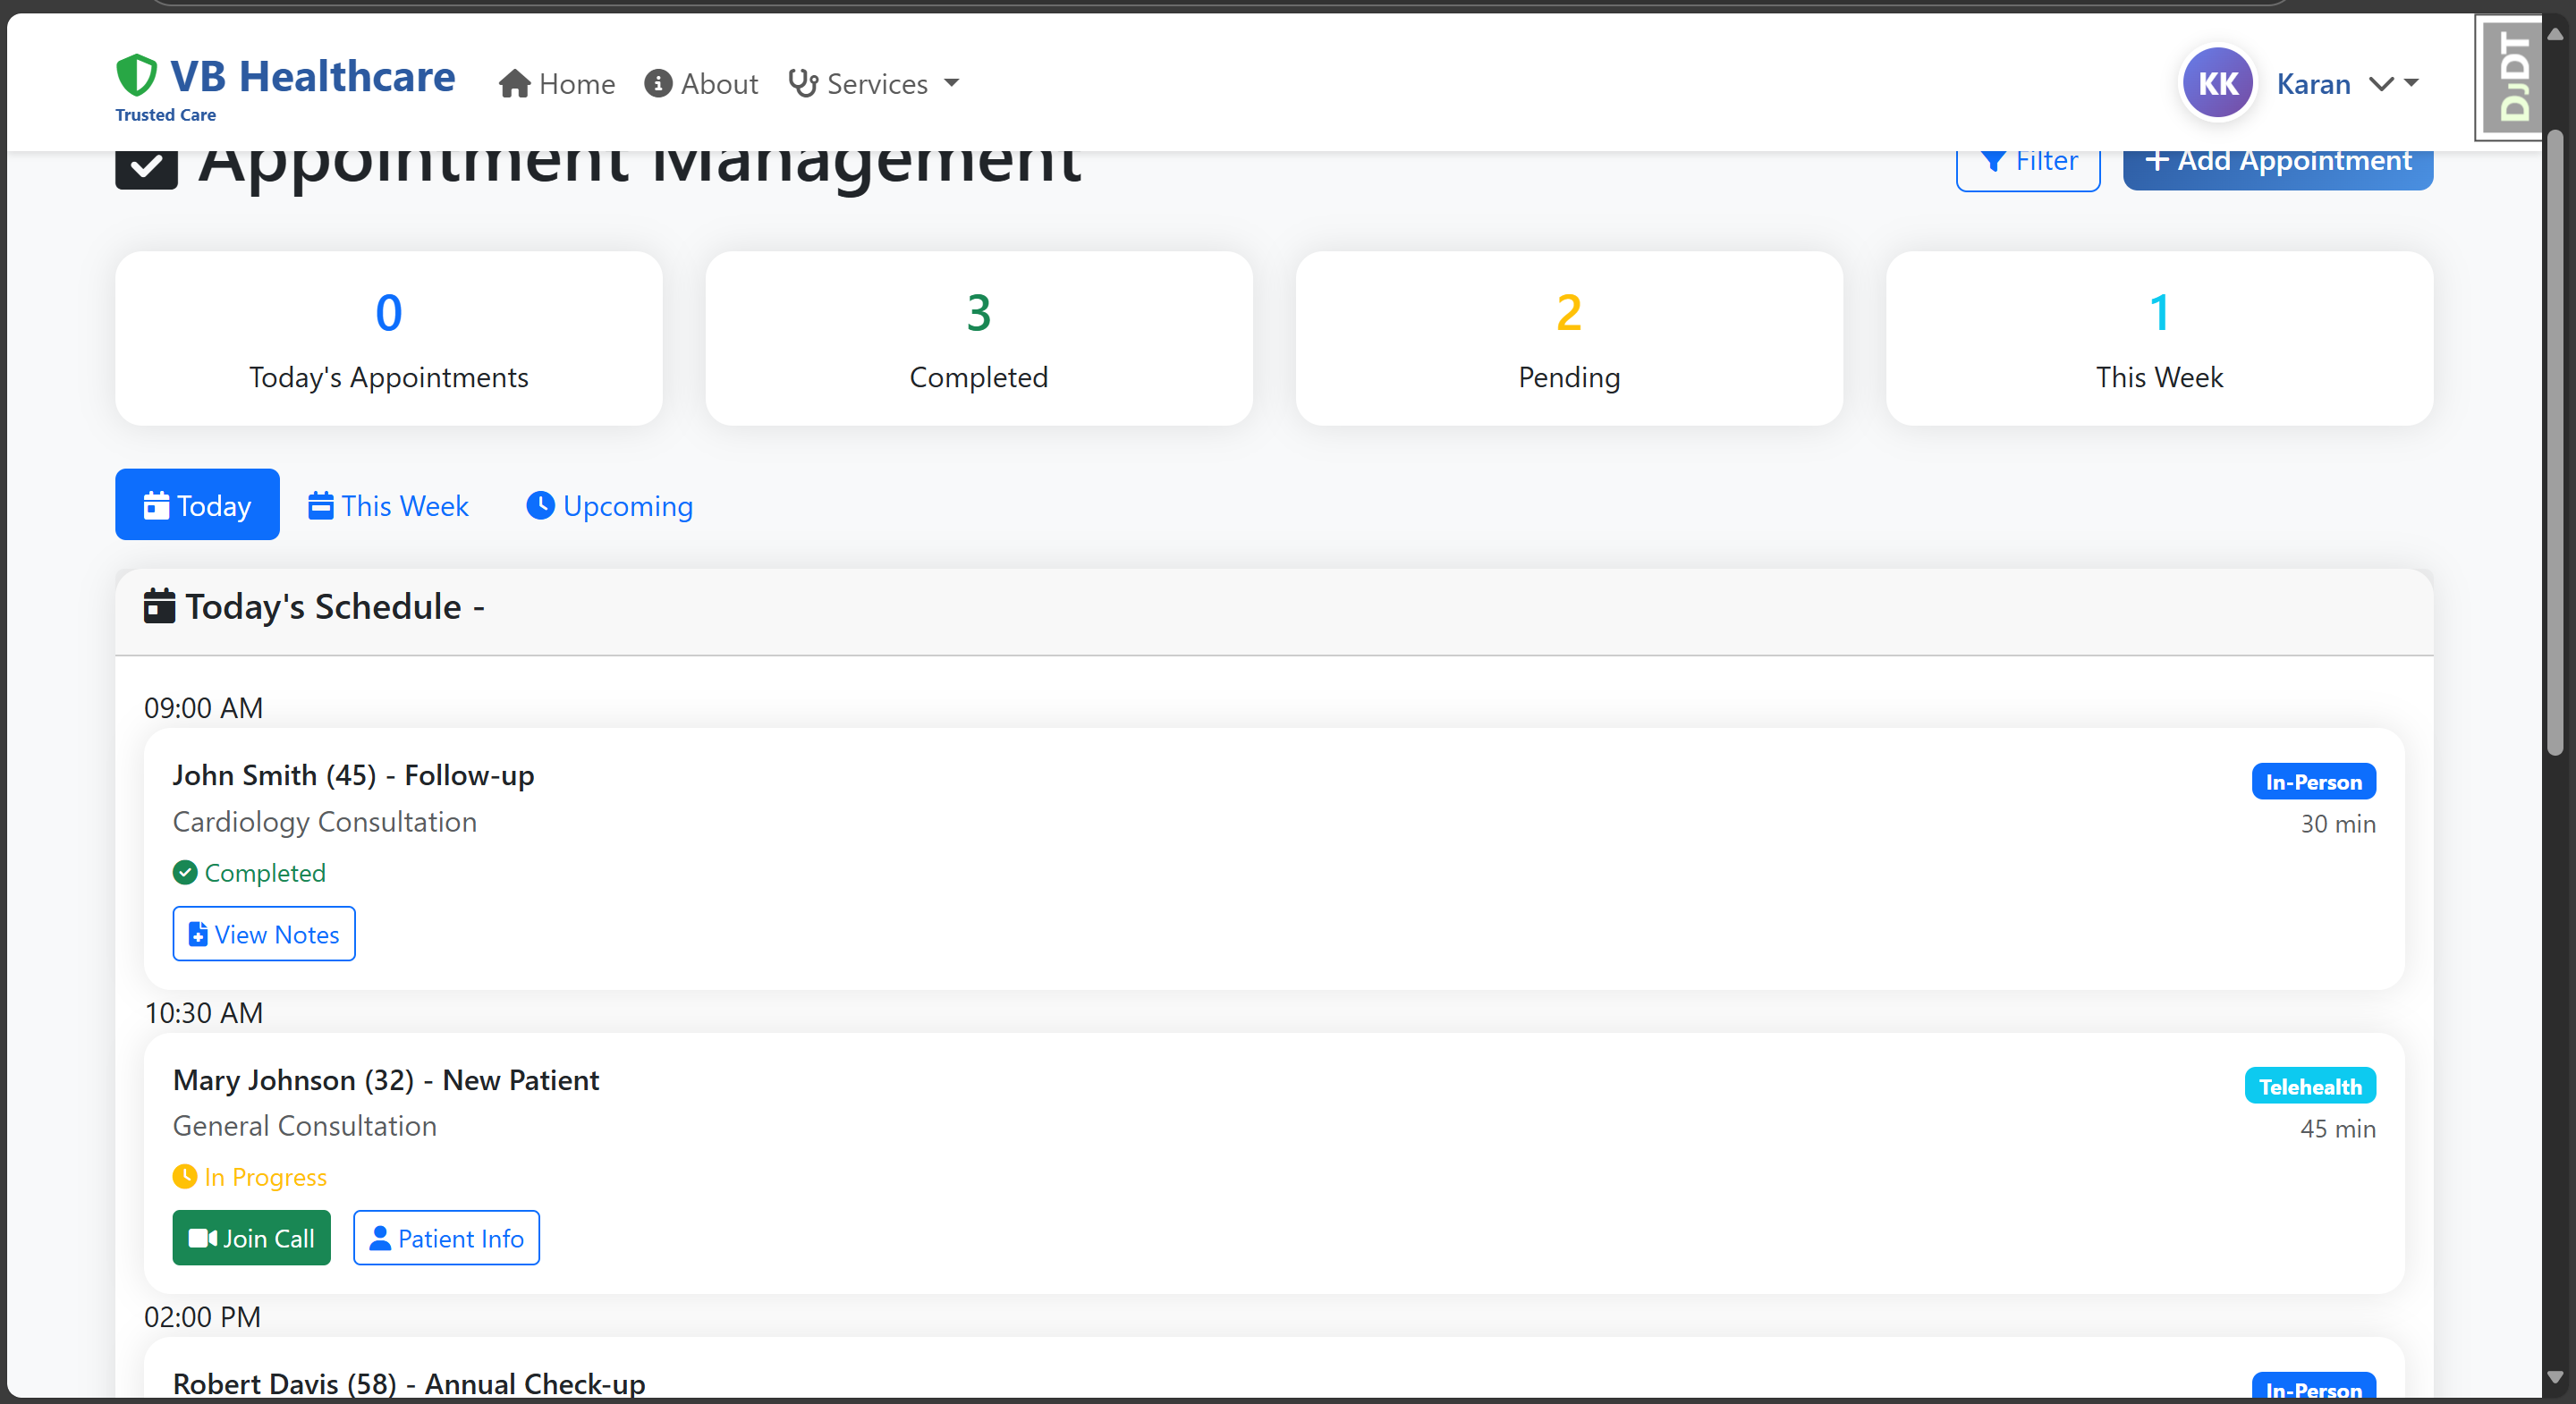 VB Healthcare
Trusted Care
Home
About
Services
KK
Karan
DjDT
Appointment Management
Filter
+ Add Appointment
0
Today's Appointments
3
Completed
2
Pending
1
This Week
Today
This Week
Upcoming
Today's Schedule -
09:00 AM
John Smith (45) - Follow-up
In-Person
Cardiology Consultation
30 min
Completed
View Notes
10:30 AM
Mary Johnson (32) - New Patient
Telehealth
General Consultation
45 min
In Progress
Join Call
Patient Info
02:00 PM
Robert Davis (58) - Annual Check-up
In-Person